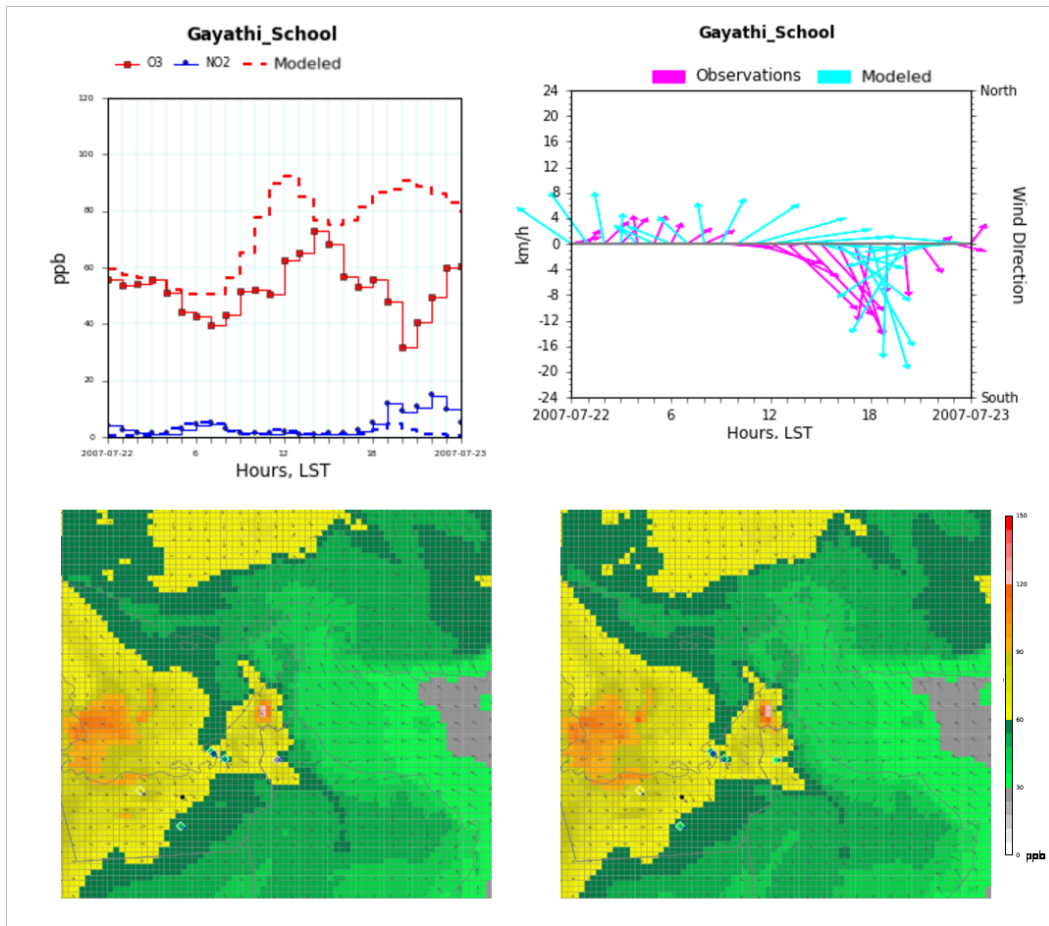 Gayathi_School
O3 NO2 Modeled
120
100
80
60
40
20
0
ppb
2007-07-22 6 12 18 2007-07-23
Hours, LST
Gayathi_School
Observations Modeled
24 North
20
16
12
8
4
0
-4
-8
-12
-16
-20
-24 South
km/h
Wind Direction
2007-07-22 6 12 18 2007-07-23
Hours, LST
150
120
90
60
30
0 ppb